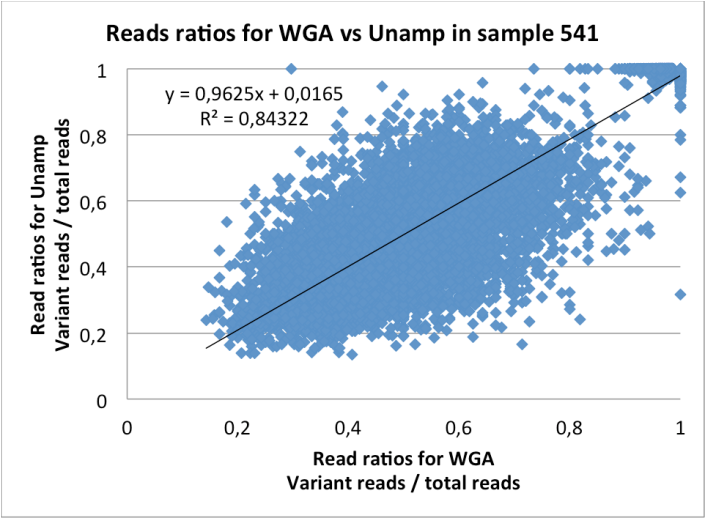 Reads ratios for WGA vs Unamp in sample 541
y = 0,9625x + 0,0165
R² = 0,84322
1
0,8
0,6
0,4
0,2
0
Read ratios for Unamp
Variant reads / total reads
0 0,2 0,4 0,6 0,8 1
Read ratios for WGA
Variant reads / total reads